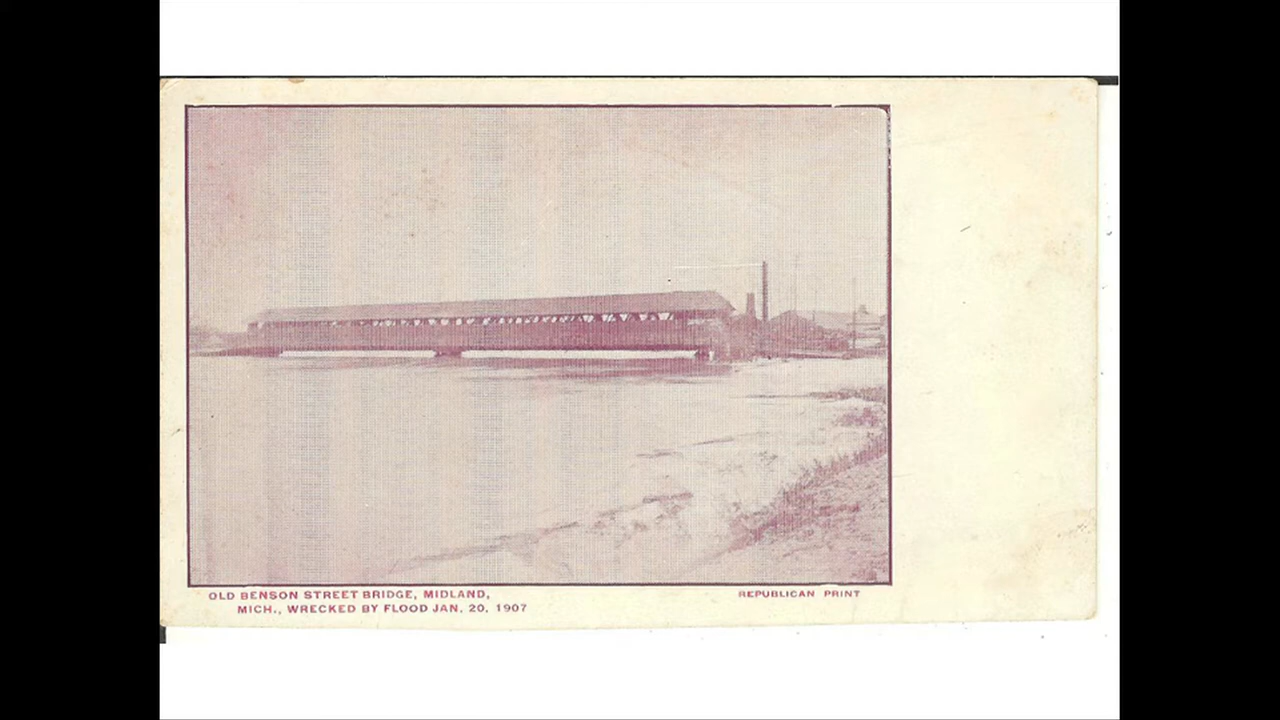 OLD BENSON STREET BRIDGE, MIDLAND,
MICH., WRECKED BY FLOOD JAN. 20, 1907
REPUBLICAN PRINT